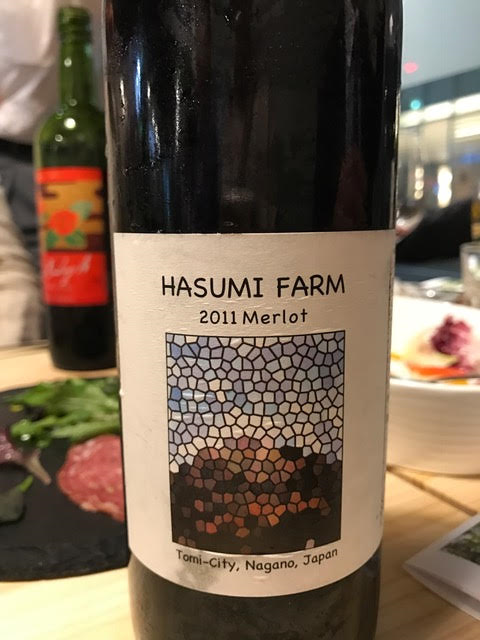 HASUMI FARM
2011 Merlot
Tomi-City, Nagano, Japan